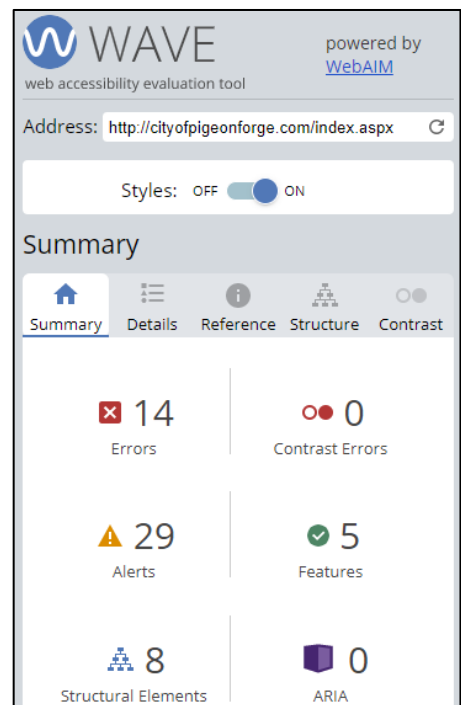 WAVE
powered by
WebAIM
web accessibility evaluation tool
Address: http://cityofpigeonforge.com/index.aspx
Styles: OFF ON
Summary
Summary Details Reference Structure Contrast
14 0
Errors Contrast Errors
29 5
Alerts Features
8 0
Structural Elements ARIA